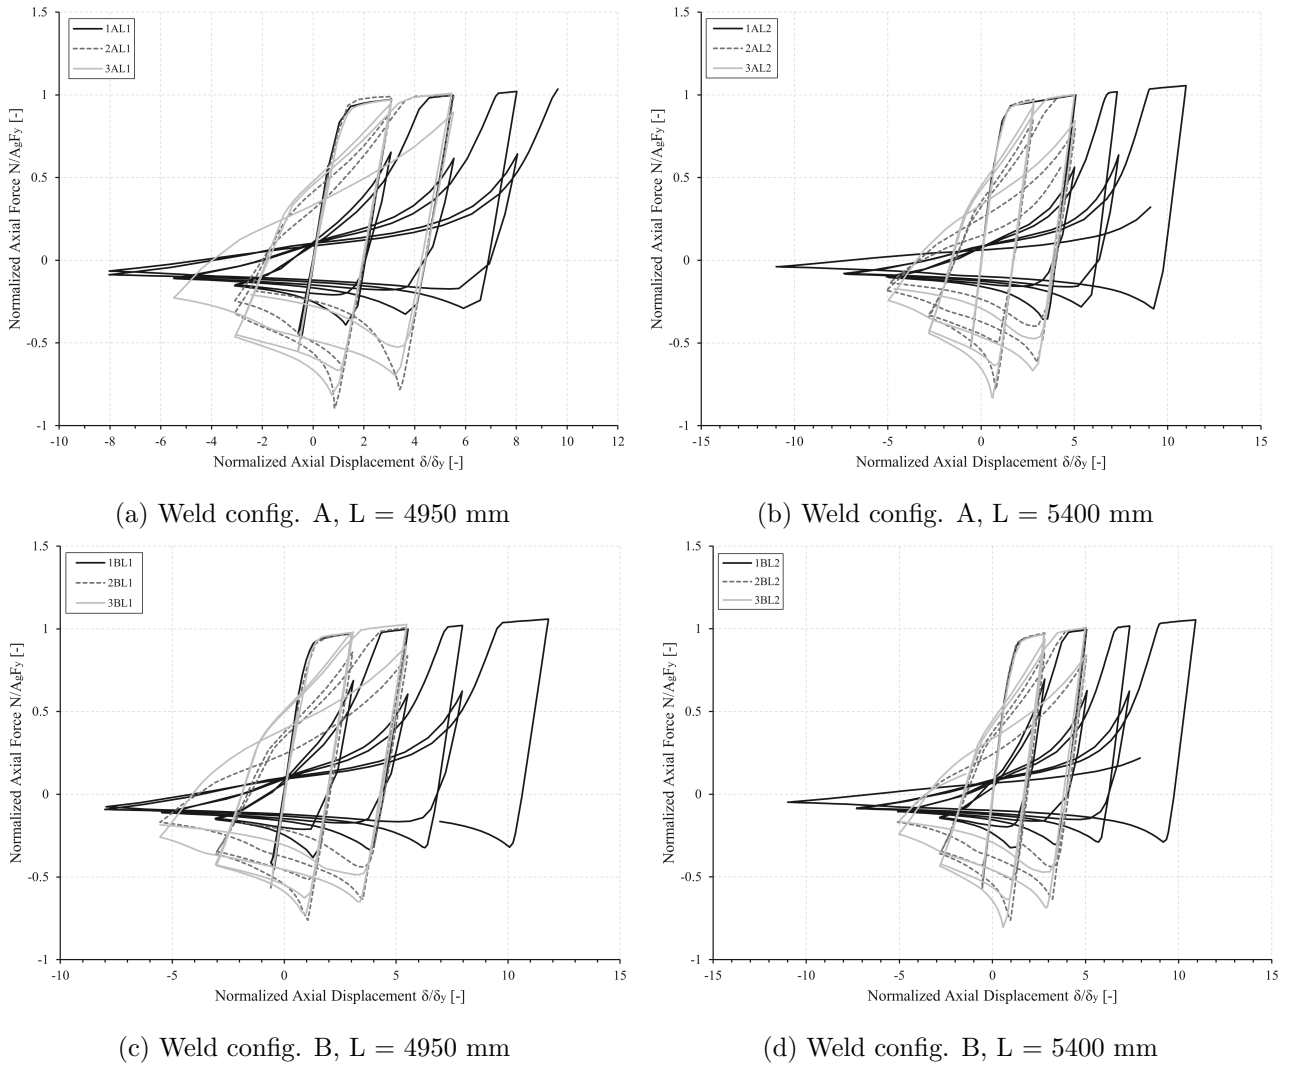 1.5
1
0.5
0
-0.5
-1
-10 -8 -6 -4 -2 0 2 4 6 8 10 12
Normalized Axial Force N/AgFy [-]
Normalized Axial Displacement δ/δy [-]
1AL1
2AL1
3AL1
(a) Weld config. A, L = 4950 mm
1.5
1
0.5
0
-0.5
-1
-15 -10 -5 0 5 10 15
Normalized Axial Force N/AgFy [-]
Normalized Axial Displacement δ/δy [-]
1AL2
2AL2
3AL2
(b) Weld config. A, L = 5400 mm
1.5
1
0.5
0
-0.5
-1
-10 -5 0 5 10 15
Normalized Axial Force N/AgFy [-]
Normalized Axial Displacement δ/δy [-]
1BL1
2BL1
3BL1
(c) Weld config. B, L = 4950 mm
1.5
1
0.5
0
-0.5
-1
-15 -10 -5 0 5 10 15
Normalized Axial Force N/AgFy [-]
Normalized Axial Displacement δ/δy [-]
1BL2
2BL2
3BL2
(d) Weld config. B, L = 5400 mm